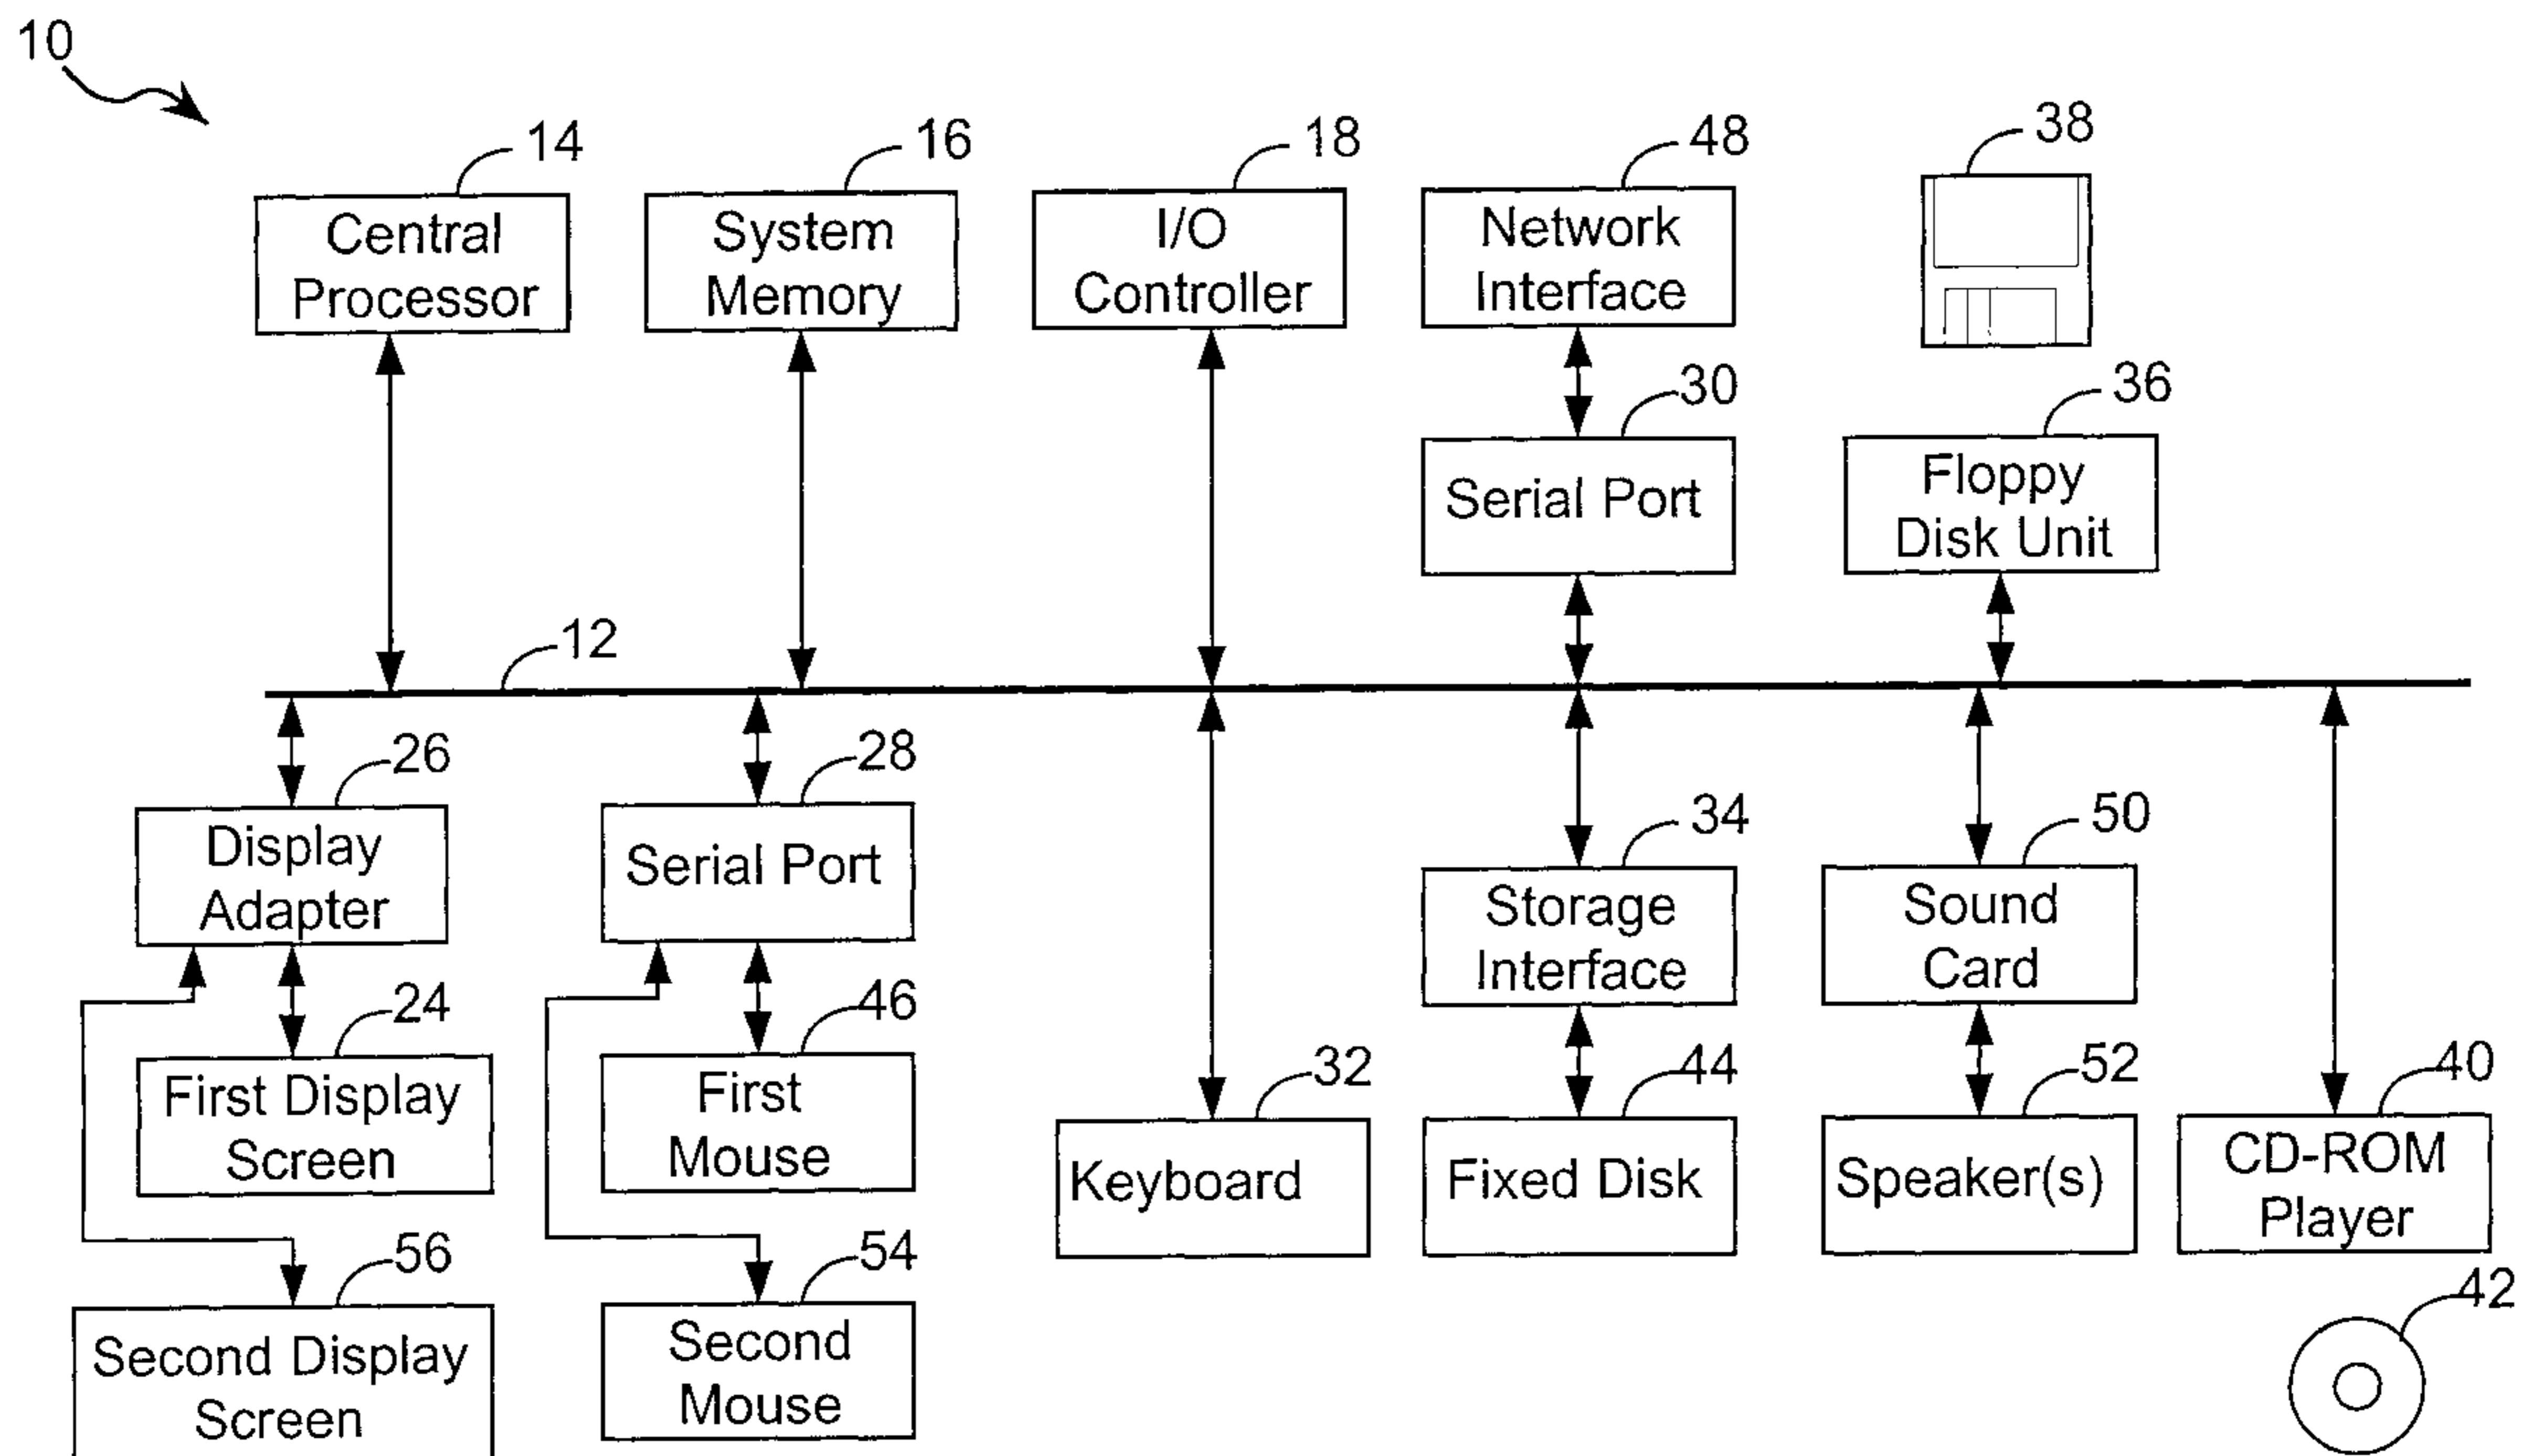 10
14
16
18
48
38
Central
Processor
System
Memory
I/O
Controller
Network
Interface
30
36
Serial Port
Floppy
Disk Unit
12
26
28
34
50
Display
Adapter
Serial Port
Storage
Interface
Sound
Card
24
46
32
44
52
40
First Display
Screen
First
Mouse
Keyboard
Fixed Disk
Speaker(s)
CD-ROM
Player
56
54
42
Second Display
Screen
Second
Mouse